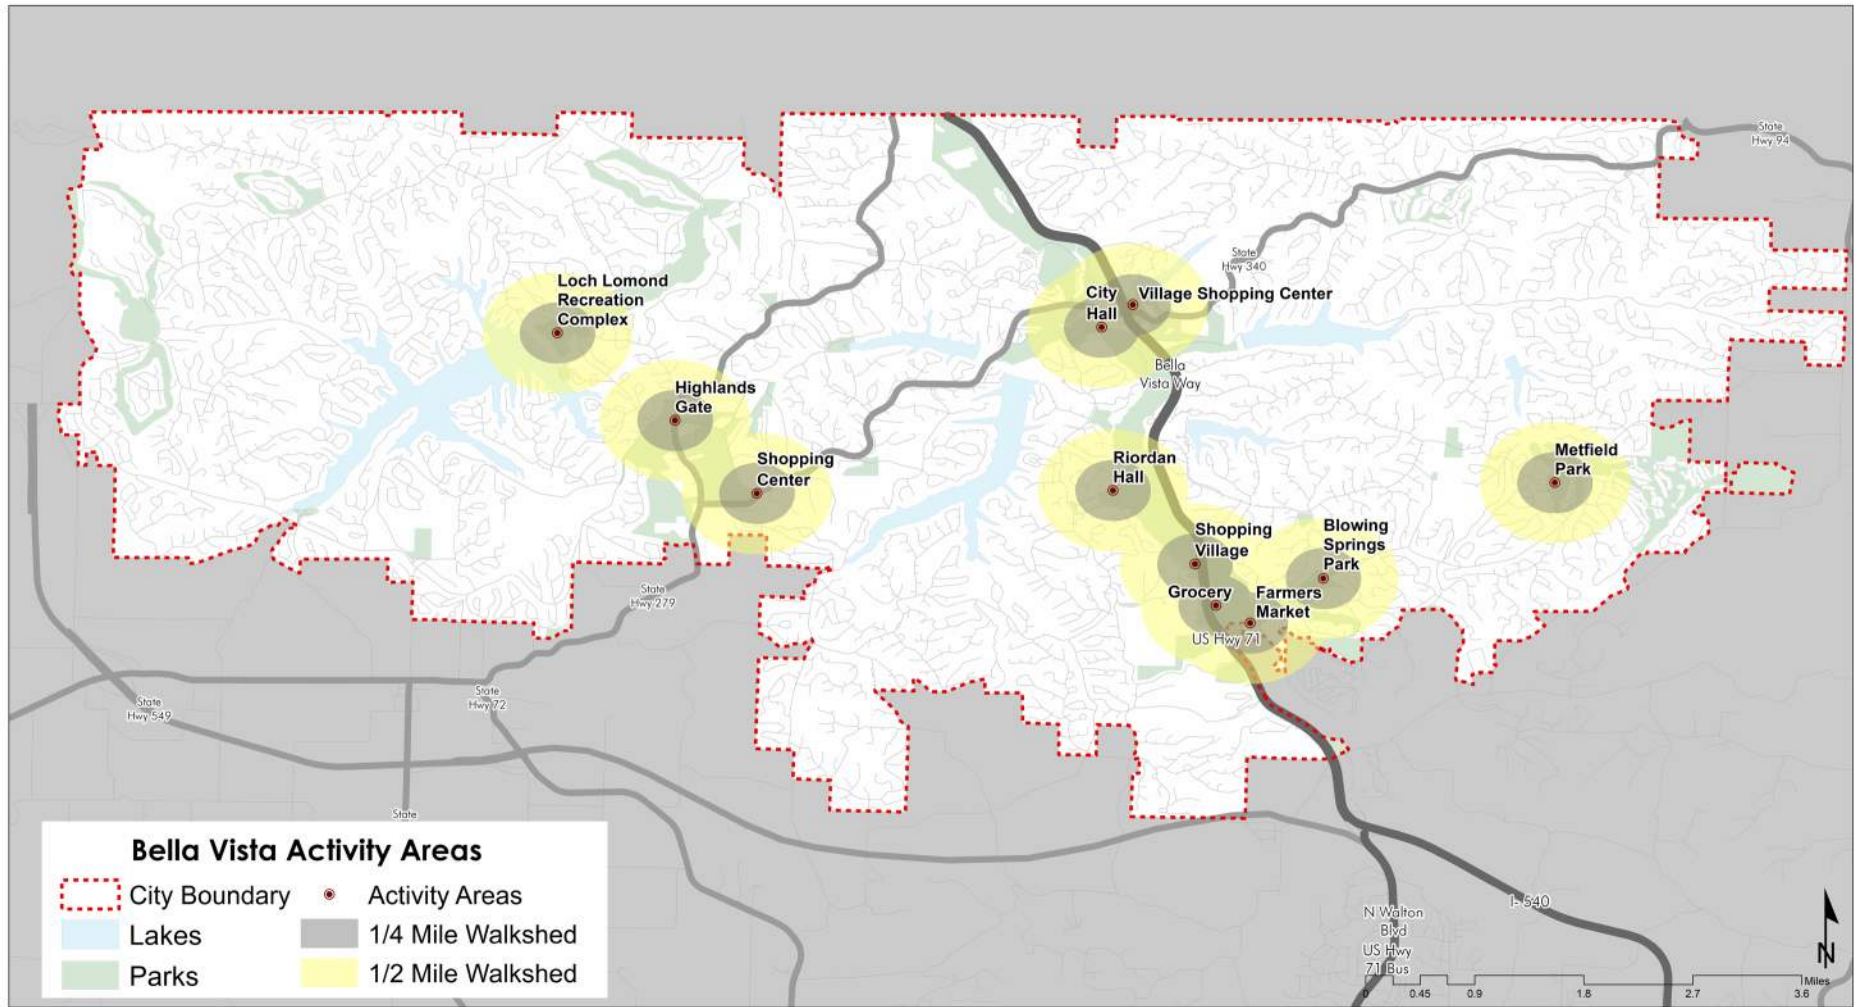 State
Hwy 94
State
Hwy 340
Loch Lomond
Recreation
Complex
City
Hall
Village Shopping Center
Bella
Vista Way
Highlands
Gate
Shopping
Center
Riordan
Hall
Metfield
Park
Shopping
Village
Blowing
Springs
Park
Grocery
Farmers
Market
US Hwy 71
State
Hwy 279
State
Hwy 549
State
Hwy 72
State
Bella Vista Activity Areas
City Boundary
Activity Areas
Lakes
1/4 Mile Walkshed
Parks
1/2 Mile Walkshed
I- 540
N Walton
Blvd
US Hwy
71 Bus
N
Miles
0 0.45 0.9 1.8 2.7 3.6